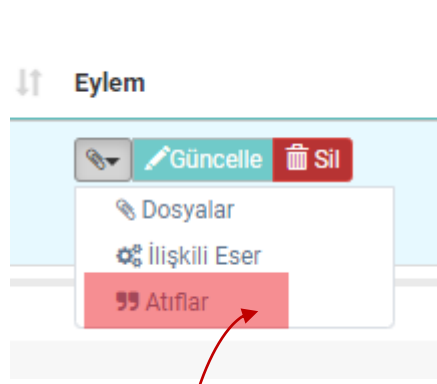 Eylem
Güncelle Sil
Dosyalar
İlişkili Eser
Atıflar